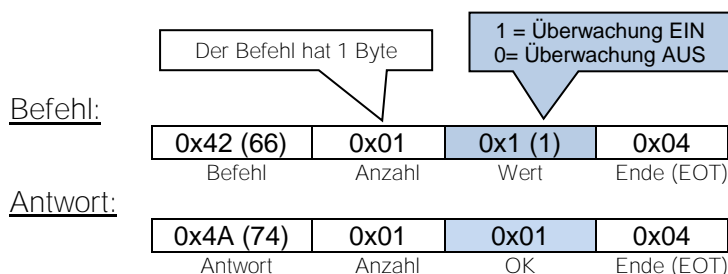 Der Befehl hat 1 Byte
1 = Überwachung EIN
0= Überwachung AUS
Befehl:
0x42 (66) 0x01 0x1 (1) 0x04
Befehl Anzahl Wert Ende (EOT)
Antwort:
0x4A (74) 0x01 0x01 0x04
Antwort Anzahl OK Ende (EOT)